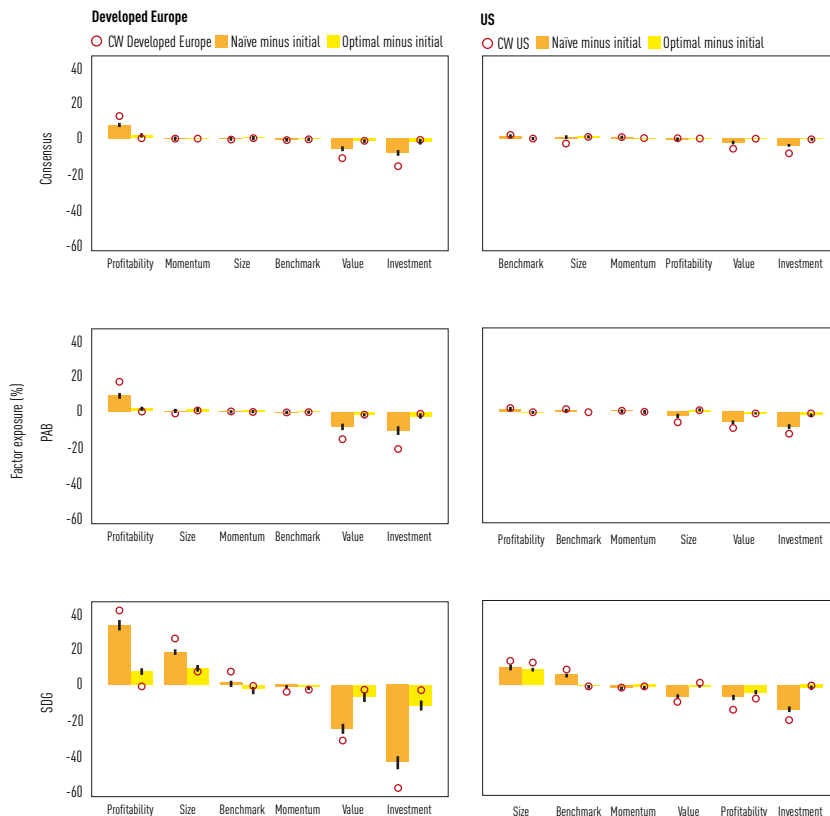 Developed Europe
CW Developed Europe Naïve minus initial Optimal minus initial
US
CW US Naïve minus initial Optimal minus initial
Factor exposure (%)
Consensus
40
20
0
-20
-40
-60
Profitability Momentum Size Benchmark Value Investment
Benchmark Size Momentum Profitability Value Investment
PAB
40
20
0
-20
-40
-60
Profitability Size Momentum Benchmark Value Investment
Profitability Benchmark Momentum Size Value Investment
SDG
40
20
0
-20
-40
-60
Profitability Size Benchmark Momentum Value Investment
Size Benchmark Momentum Value Profitability Investment